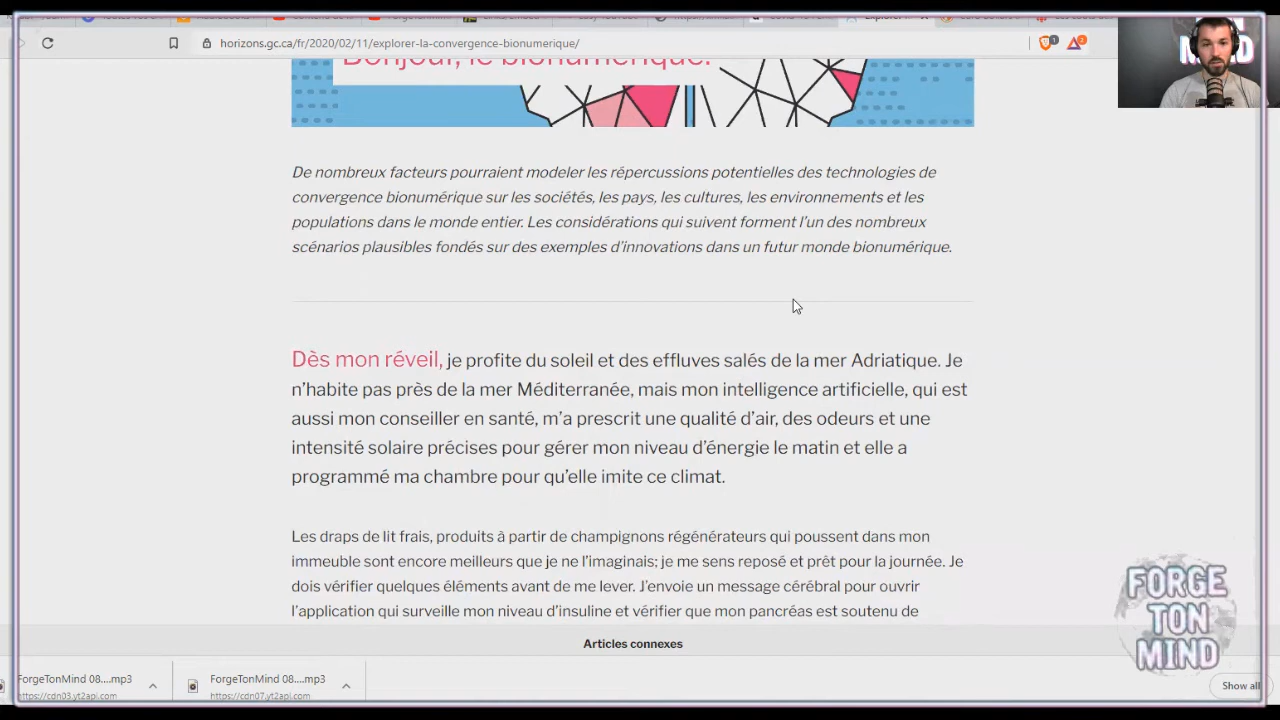 horizons.gc.ca/fr/2020/02/11/explorer-la-convergence-bionumerique/
MIND
Bonjour, le bionumérique.
De nombreux facteurs pourraient modeler les répercussions potentielles des technologies de
convergence bionumérique sur les sociétés, les pays, les cultures, les environnements et les
populations dans le monde entier. Les considérations qui suivent forment l’un des nombreux
scénarios plausibles fondés sur des exemples d’innovations dans un futur monde bionumérique.
Dès mon réveil, je profite du soleil et des effluves salés de la mer Adriatique. Je
n’habite pas près de la mer Méditerranée, mais mon intelligence artificielle, qui est
aussi mon conseiller en santé, m’a prescrit une qualité d’air, des odeurs et une
intensité solaire précises pour gérer mon niveau d’énergie le matin et elle a
programmé ma chambre pour qu’elle imite ce climat.
Les draps de lit frais, produits à partir de champignons régénérateurs qui poussent dans mon
immeuble sont encore meilleurs que je ne l’imaginais; je me sens reposé et prêt pour la journée. Je
dois vérifier quelques éléments avant de me lever. J’envoie un message cérébral pour ouvrir
l’application qui surveille mon niveau d’insuline et vérifier que mon pancréas est soutenu de
Articles connexes
FORGE
TON
MIND
ForgeTonMind 08....mp3
https://cdn03.yt2api.com
ForgeTonMind 08....mp3
https://cdn07.yt2api.com
Show all